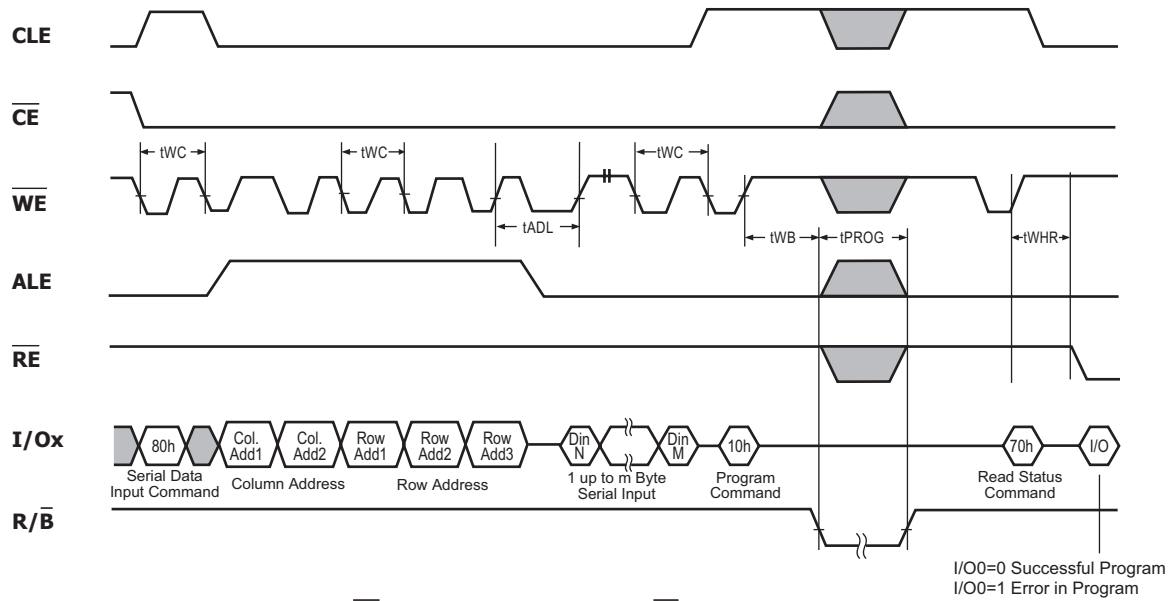 CLE
CE
tWC
tWC
tWC
WE
tADL
tWB
tPROG
tWHR
ALE
RE
I/Ox
80h
Col.
Add1
Col.
Add2
Row
Add1
Row
Add2
Row
Add3
Din
N
Din
M
10h
70h
I/O
Serial Data
Input Command
Column Address
Row Address
1 up to m Byte
Serial Input
Program
Command
Read Status
Command
R/B
I/O0=0 Successful Program
I/O0=1 Error in Program